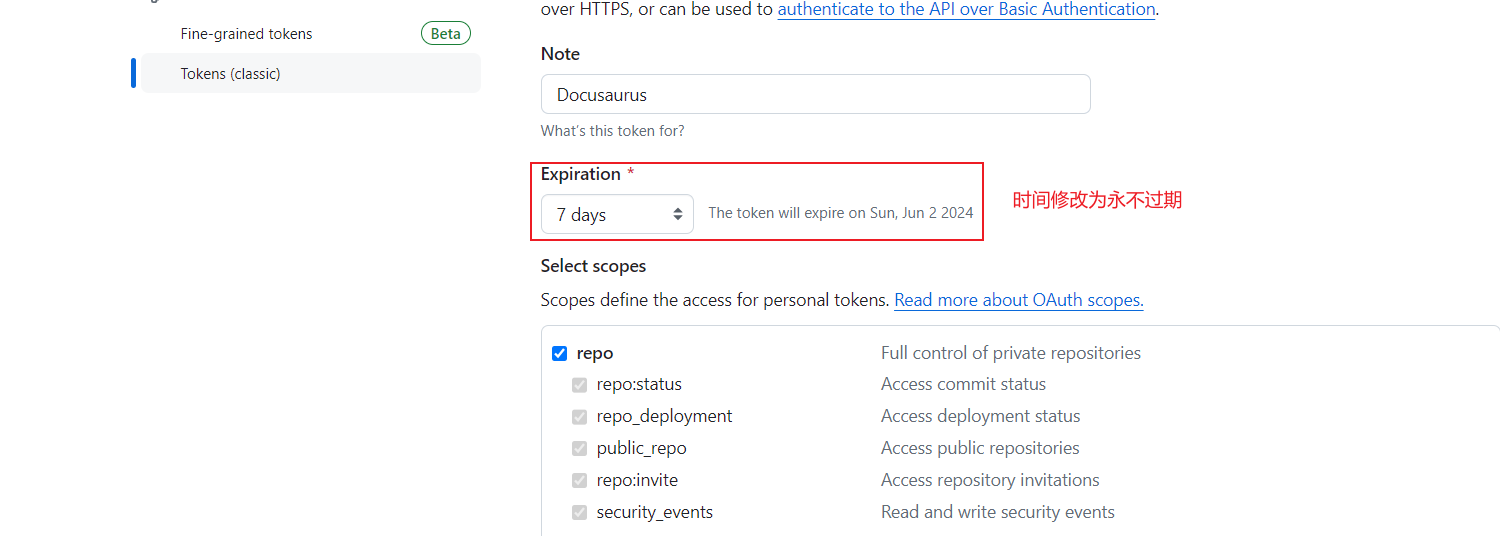 over HTTPS, or can be used to authenticate to the API over Basic Authentication.
Fine-grained tokens Beta
Tokens (classic)
Note
Docusaurus
What's this token for?
Expiration *
7 days The token will expire on Sun, Jun 2 2024
时间修改为永不过期
Select scopes
Scopes define the access for personal tokens. Read more about OAuth scopes.
repo Full control of private repositories
repo:status Access commit status
repo_deployment Access deployment status
public_repo Access public repositories
repo:invite Access repository invitations
security_events Read and write security events